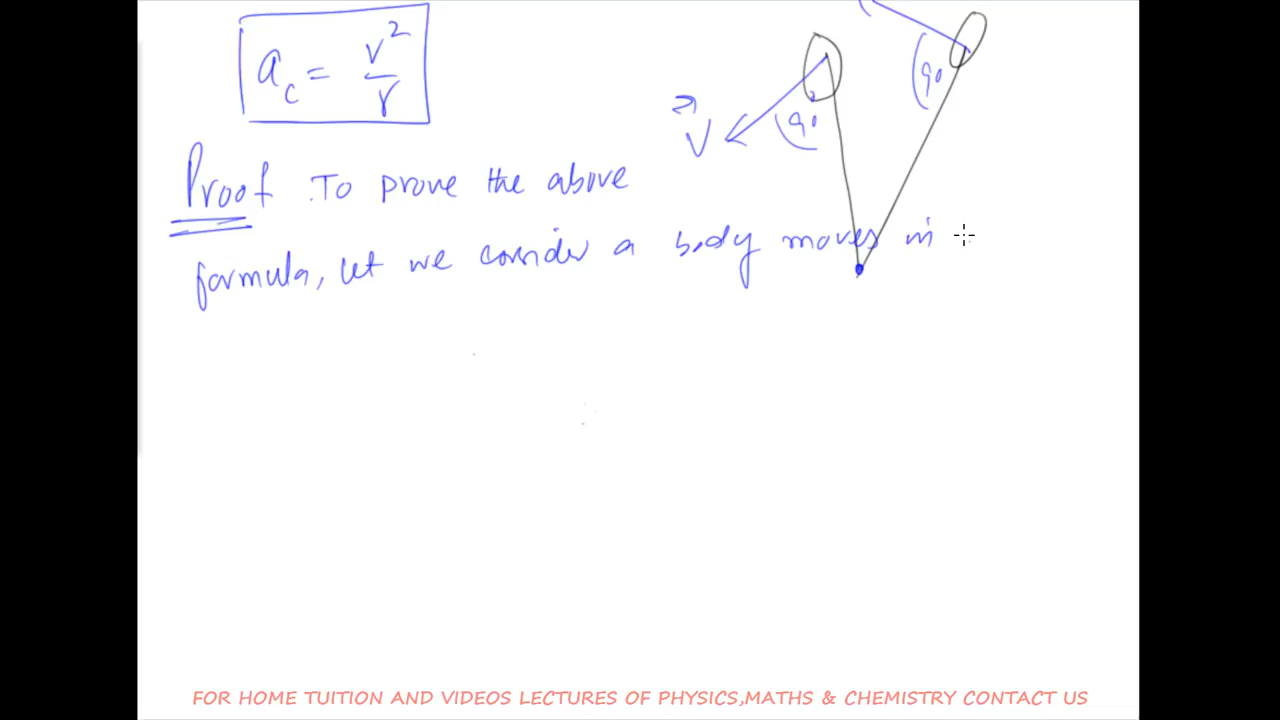 a_c = v²/r
90
90°
V⃗
Proof .To prove the above
formula, let we consider a body moves in
FOR HOME TUITION AND VIDEOS LECTURES OF PHYSICS,MATHS & CHEMISTRY CONTACT US